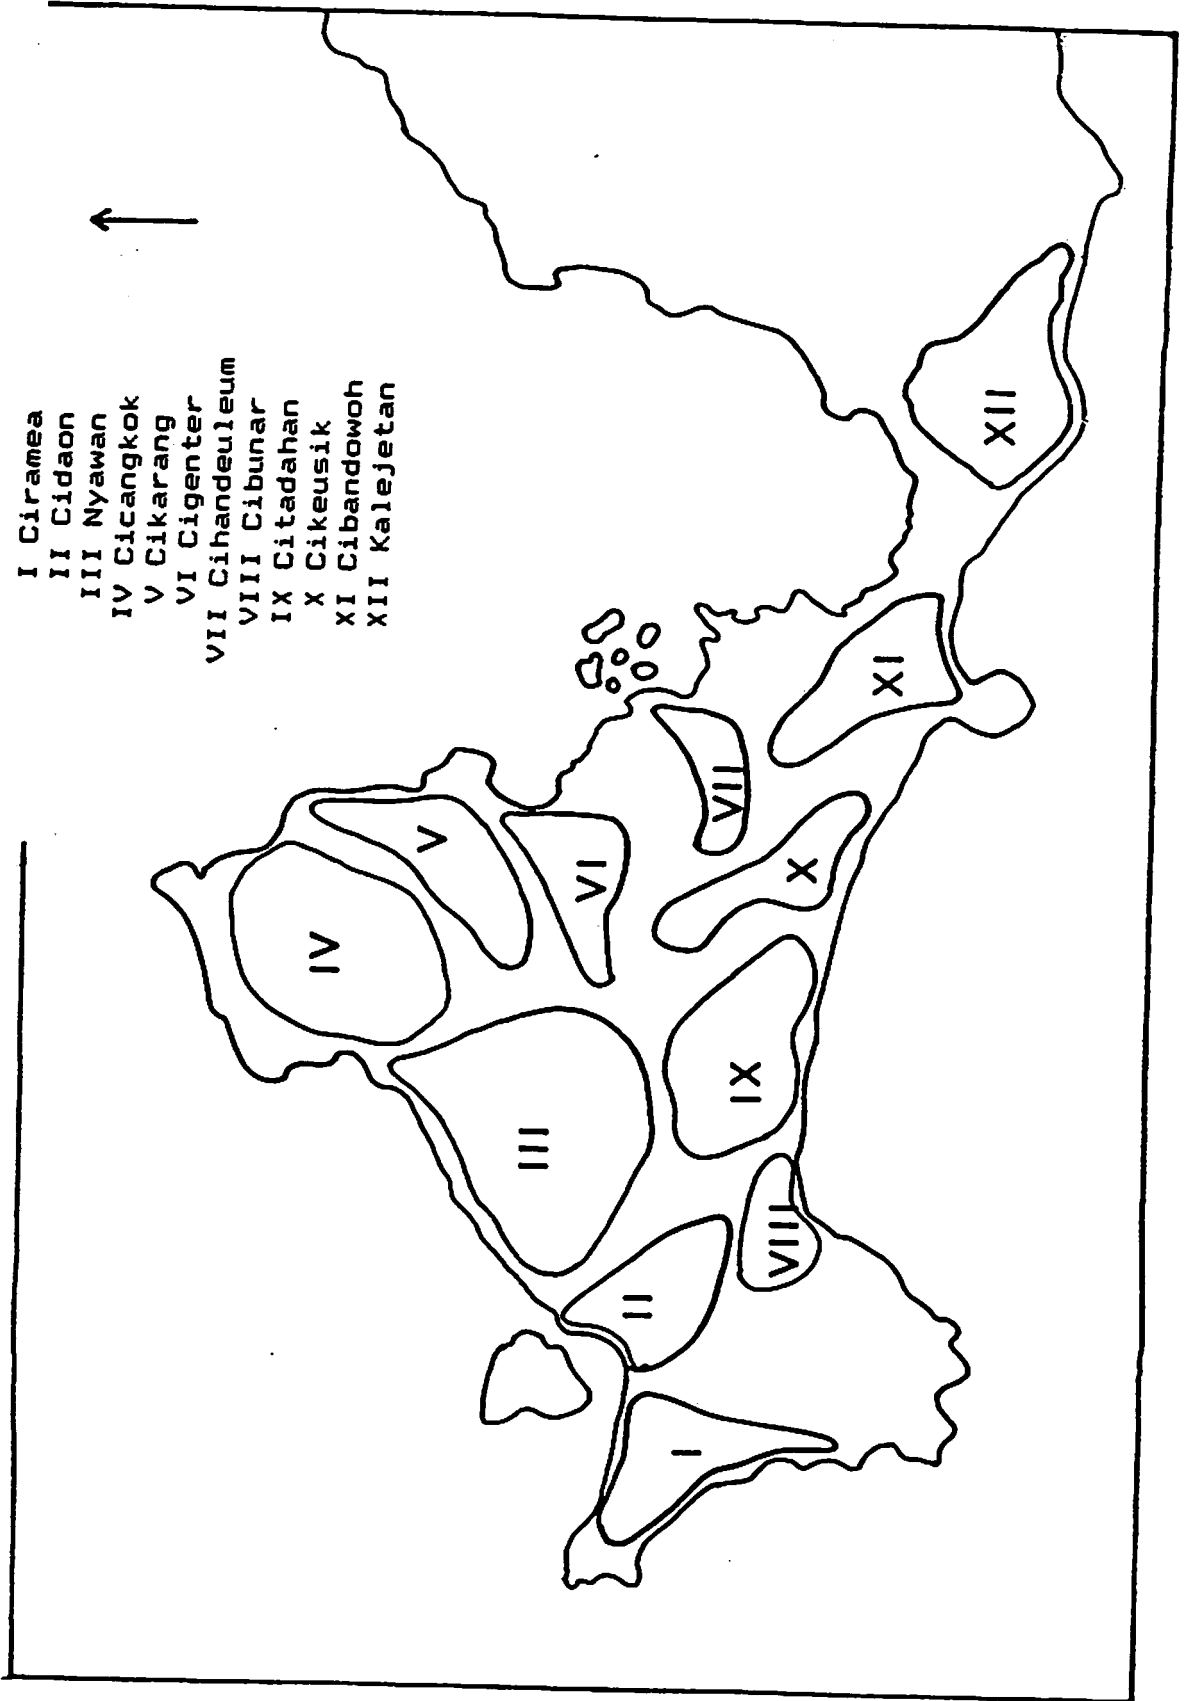 I Ciramea
II Cidaon
III Nyawan
IV Cicangkok
V Cikarang
VI Cigenter
VII Cihandeuleum
VIII Cibunar
IX Citadahan
X Cikeusik
XI Cibandowoh
XII Kalejetan
IV
V
III
VI
II
VII
I
IX
X
VIII
XI
XII